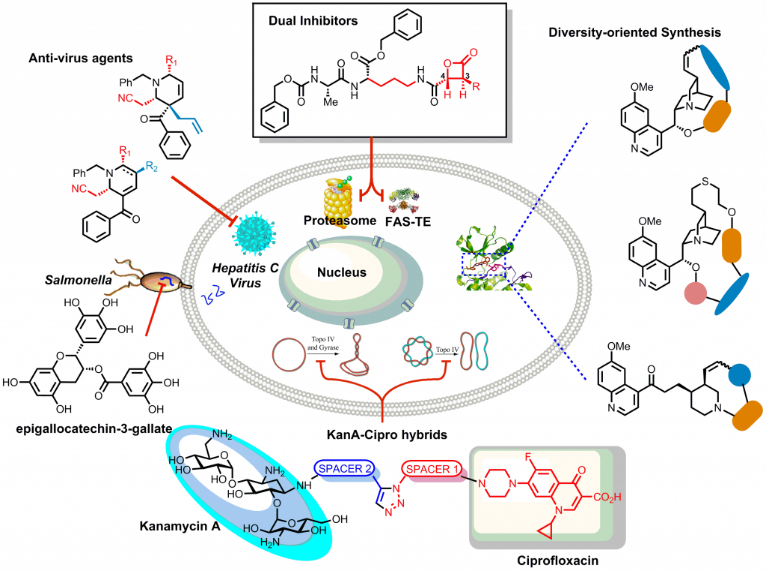 Dual Inhibitors
Anti-virus agents
Diversity-oriented Synthesis
R1
Ph
N
NC
O
R1
R2
Ph
N
NC
O
O
O
O
O
H
N
O
N
H
O
Me
N
H
O
O
O
4
3
R
OMe
N
N
O
S
OMe
N
N
O
O
OMe
N
O
N
Proteasome
FAS-TE
Hepatitis C
Virus
Nucleus
Salmonella
OH
HO
OH
HO
O
OH
O
O
OH
OH
OH
epigallocatechin-3-gallate
Topo IV
and Gyrase
Topo IV
KanA-Cipro hybrids
NH2
HO
HO
O
OH
O
NH2
HO
NH
O
HO
O
OH
H2N
OH
Kanamycin A
SPACER 2
N
N
N
SPACER 1
N
N
F
O
CO2H
N
Ciprofloxacin